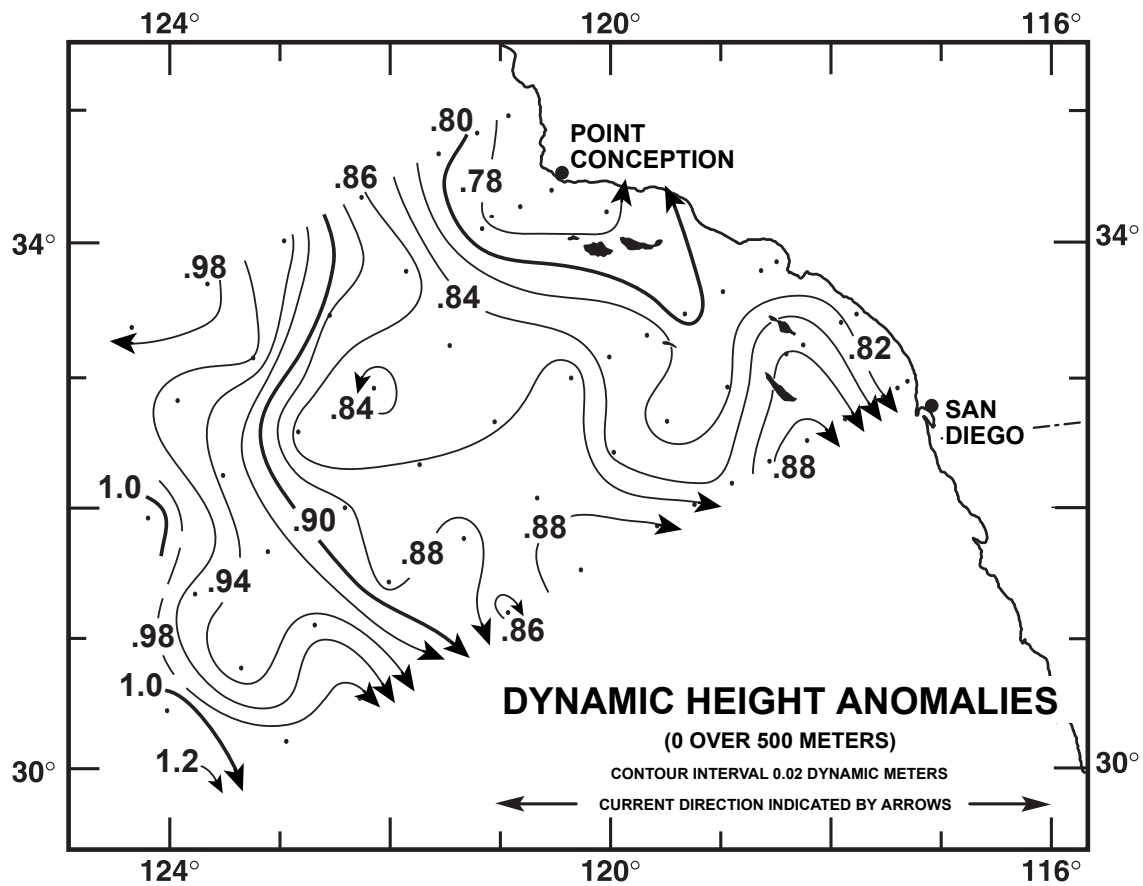 124° 120° 116°
.80
POINT
CONCEPTION
.86
.78
34° 34°
.98
.84
.82
.84
SAN
DIEGO
.88
1.0
.90
.88
.88
.94
.98
.86
1.0
DYNAMIC HEIGHT ANOMALIES
(0 OVER 500 METERS)
1.2
30° 30°
CONTOUR INTERVAL 0.02 DYNAMIC METERS
CURRENT DIRECTION INDICATED BY ARROWS
124° 120° 116°